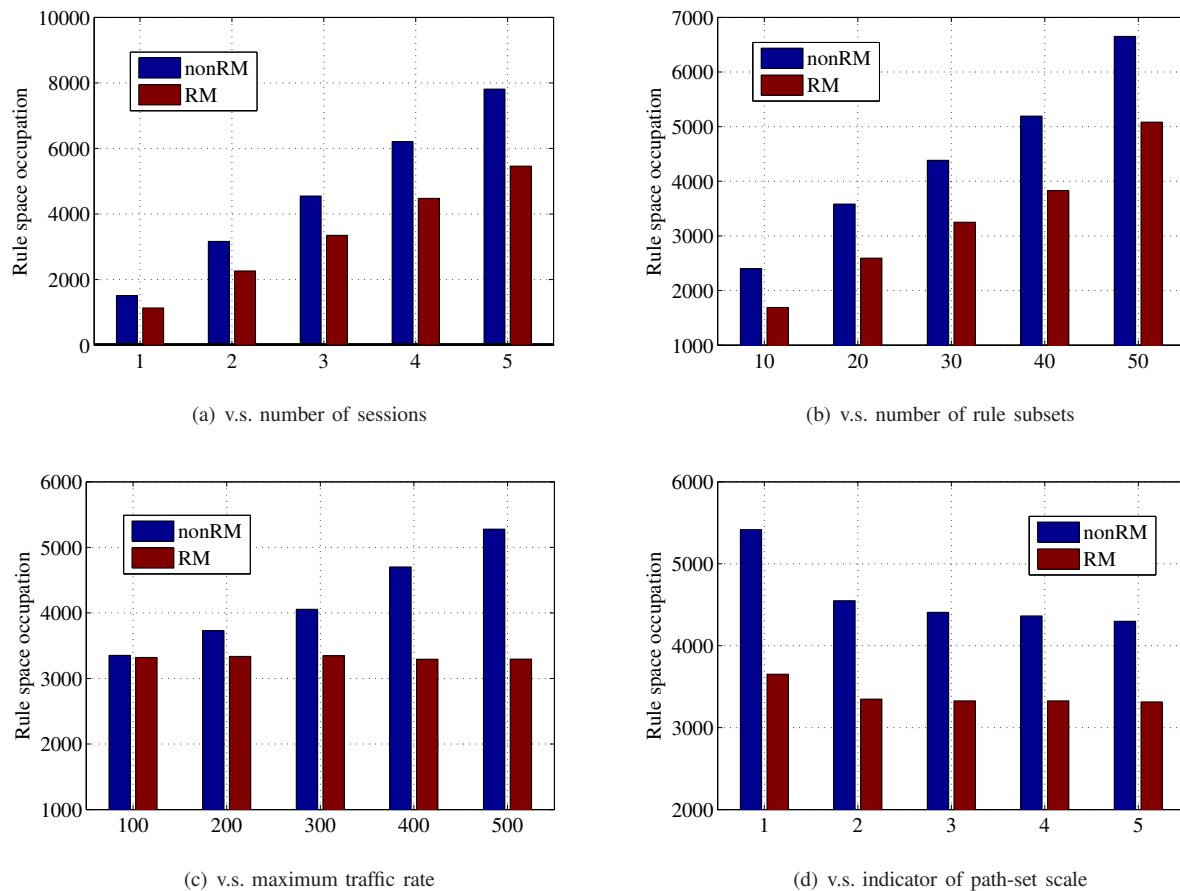 10000
8000
6000
4000
2000
0
Rule space occupation
nonRM
RM
1 2 3 4 5
(a) v.s. number of sessions
7000
6000
5000
4000
3000
2000
1000
Rule space occupation
nonRM
RM
10 20 30 40 50
(b) v.s. number of rule subsets
6000
5000
4000
3000
2000
1000
Rule space occupation
nonRM
RM
100 200 300 400 500
(c) v.s. maximum traffic rate
6000
5000
4000
3000
2000
Rule space occupation
nonRM
RM
1 2 3 4 5
(d) v.s. indicator of path-set scale